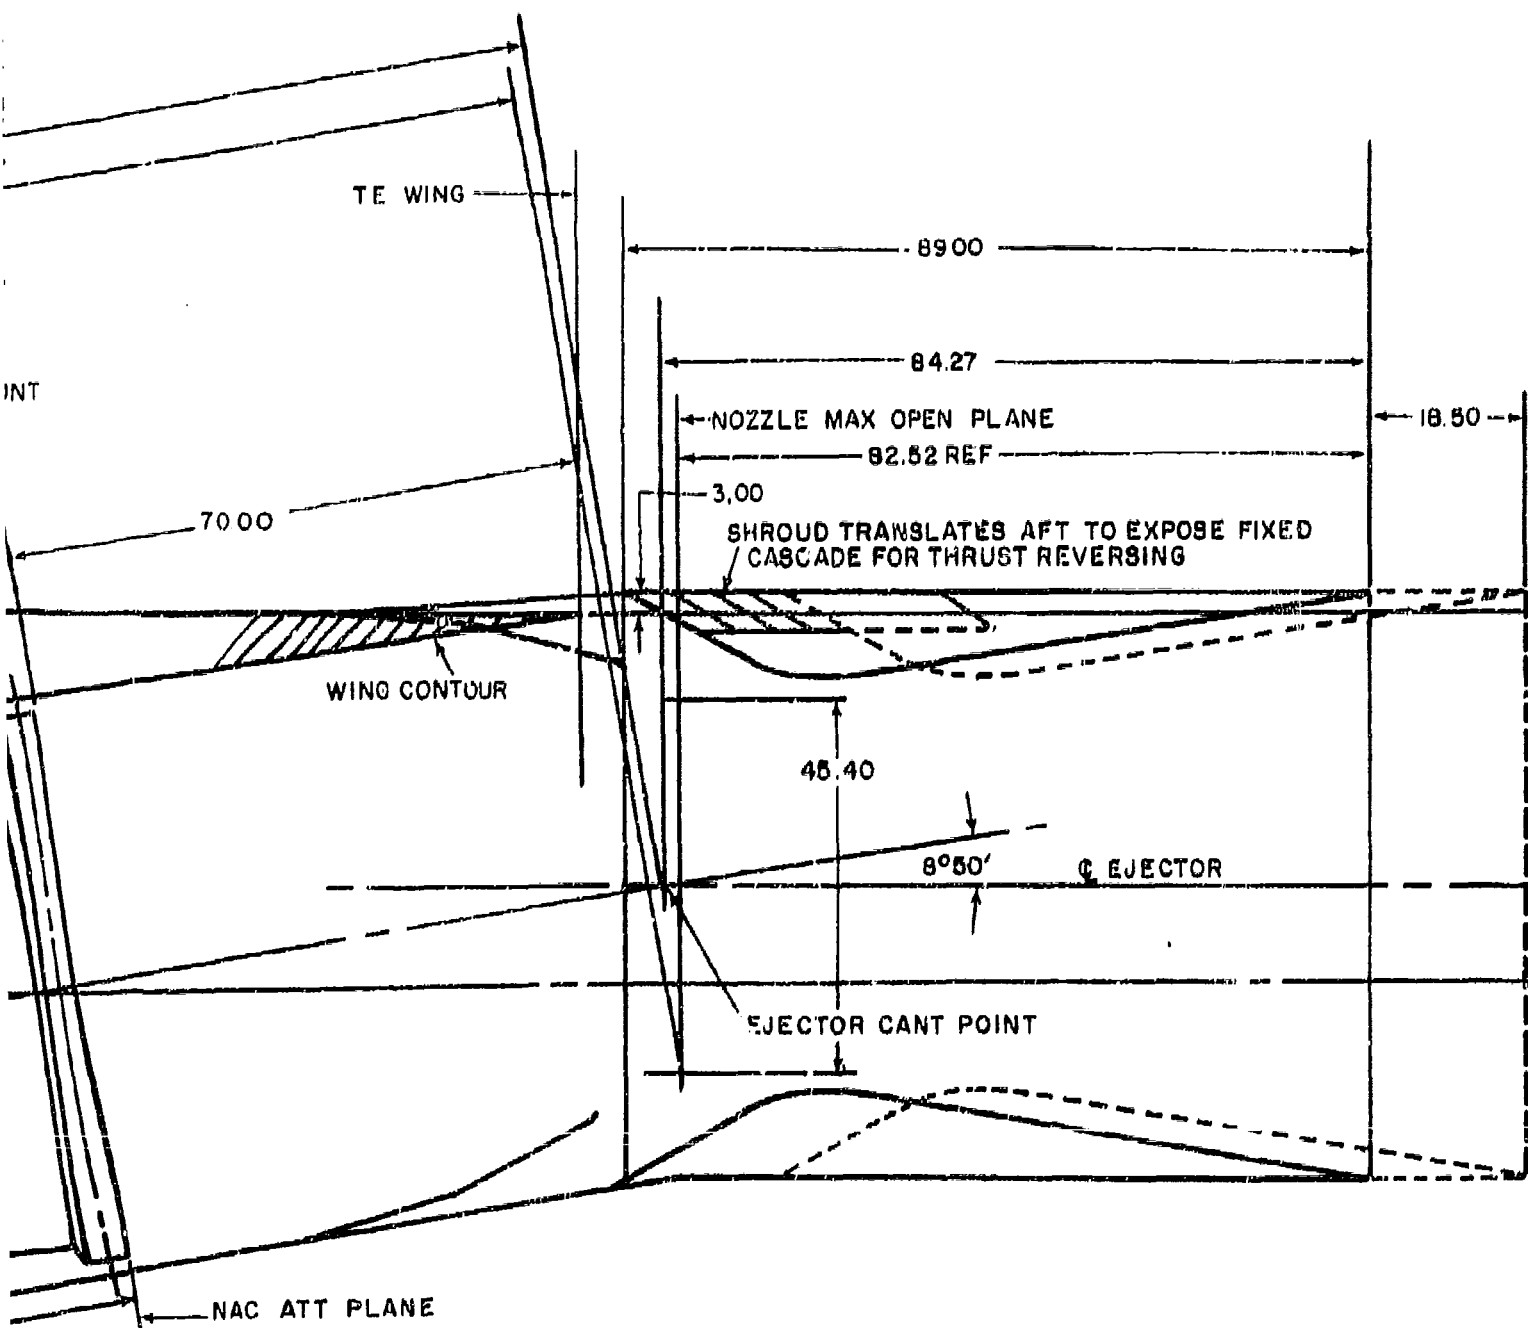 TE WING
89 00
84.27
INT
NOZZLE MAX OPEN PLANE
18.50
82.52 REF
3.00
70 00
SHROUD TRANSLATES AFT TO EXPOSE FIXED
CASCADE FOR THRUST REVERSING
WING CONTOUR
45.40
8°50'
℄ EJECTOR
EJECTOR CANT POINT
NAC ATT PLANE